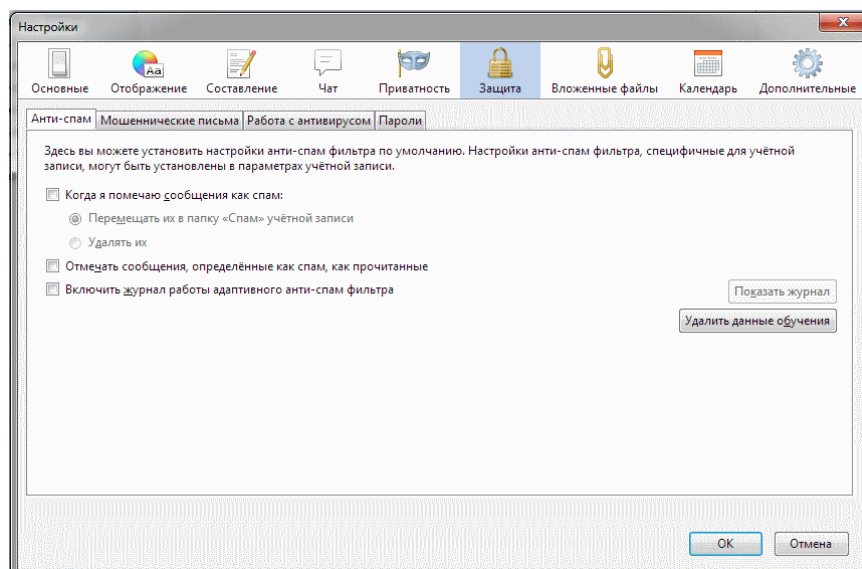 Настройки
Основные Отображение Составление Чат Приватность Защита Вложенные файлы Календарь Дополнительные
Анти-спам Мошеннические письма Работа с антивирусом Пароли
Здесь вы можете установить настройки анти-спам фильтра по умолчанию. Настройки анти-спам фильтра, специфичные для учётной
записи, могут быть установлены в параметрах учётной записи.
Когда я помечаю сообщения как спам:
Перемещать их в папку «Спам» учётной записи
Удалять их
Отмечать сообщения, определённые как спам, как прочитанные
Включить журнал работы адаптивного анти-спам фильтра
Показать журнал
Удалить данные обучения
ОК Отмена